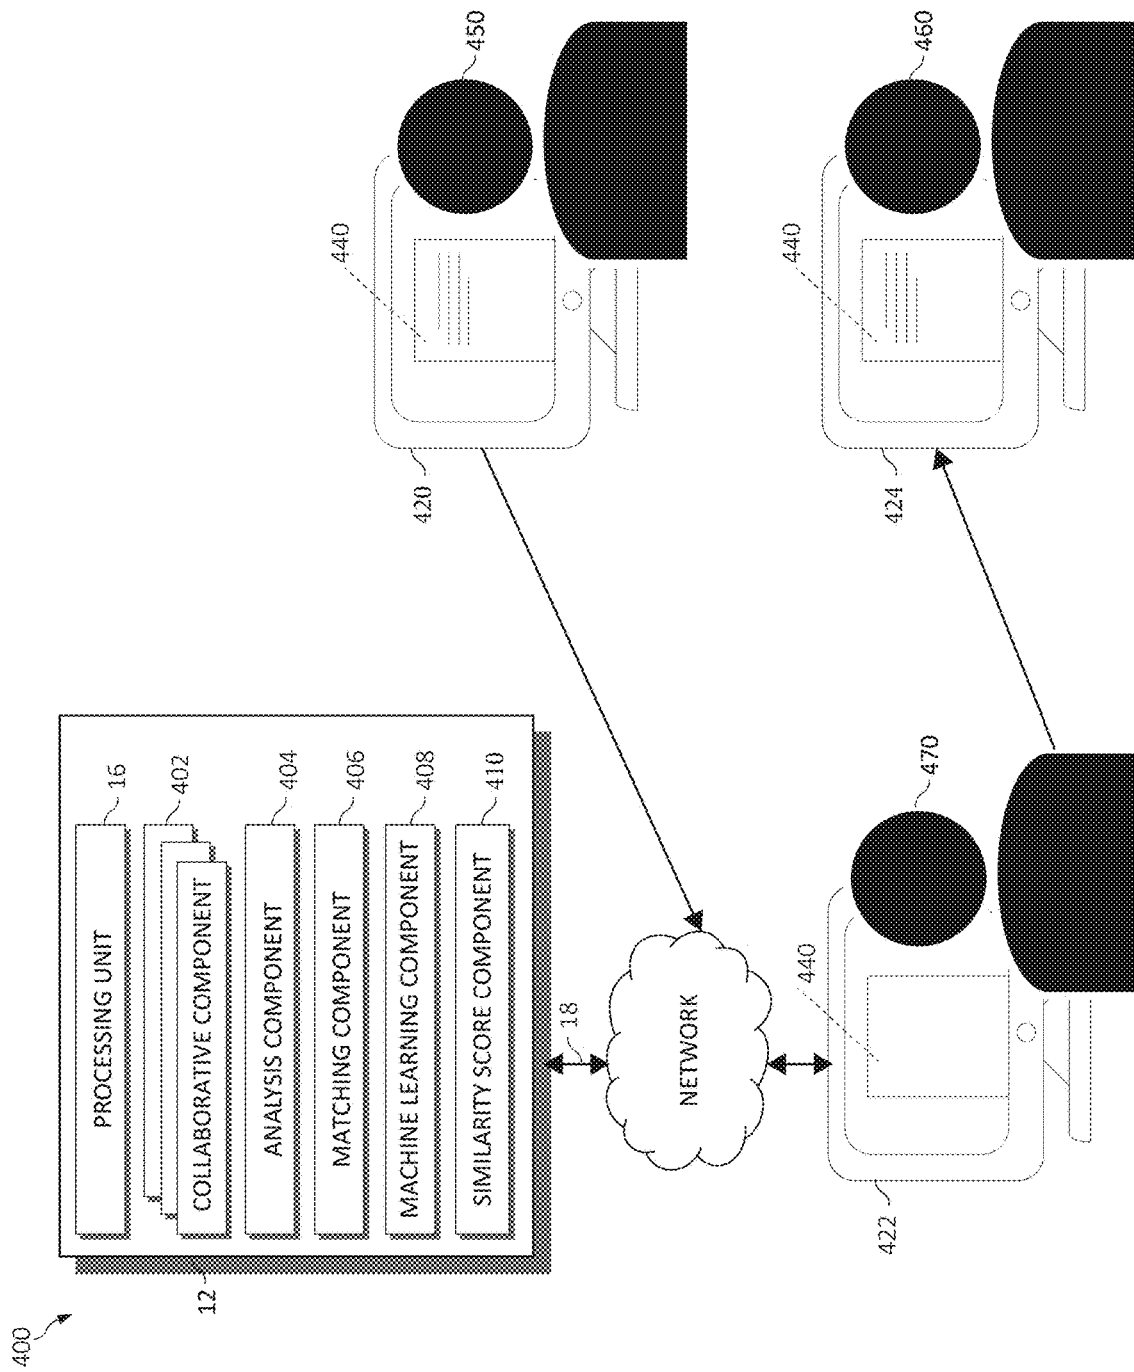 400
12
PROCESSING UNIT
16
402
COLLABORATIVE COMPONENT
ANALYSIS COMPONENT
404
MATCHING COMPONENT
406
MACHINE LEARNING COMPONENT
408
SIMILARITY SCORE COMPONENT
410
18
NETWORK
420
440
450
422
440
470
424
440
460